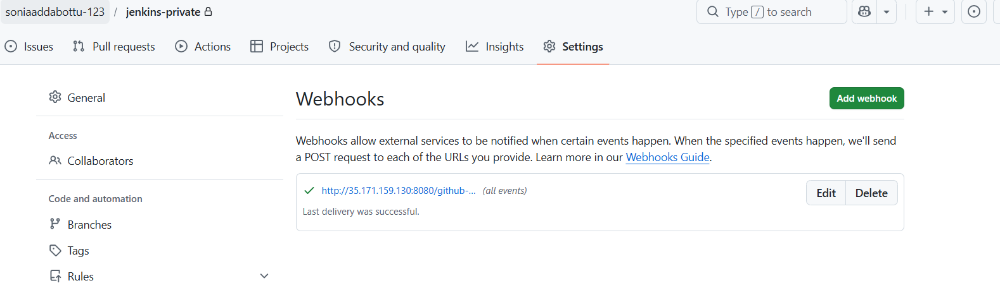 soniaaddabottu-123 / jenkins-private
Type / to search
Issues
Pull requests
Actions
Projects
Security and quality
Insights
Settings
General
Access
Collaborators
Code and automation
Branches
Tags
Rules
Webhooks
Add webhook
Webhooks allow external services to be notified when certain events happen. When the specified events happen, we'll send
a POST request to each of the URLs you provide. Learn more in our Webhooks Guide.
http://35.171.159.130:8080/github-... (all events)
Edit
Delete
Last delivery was successful.